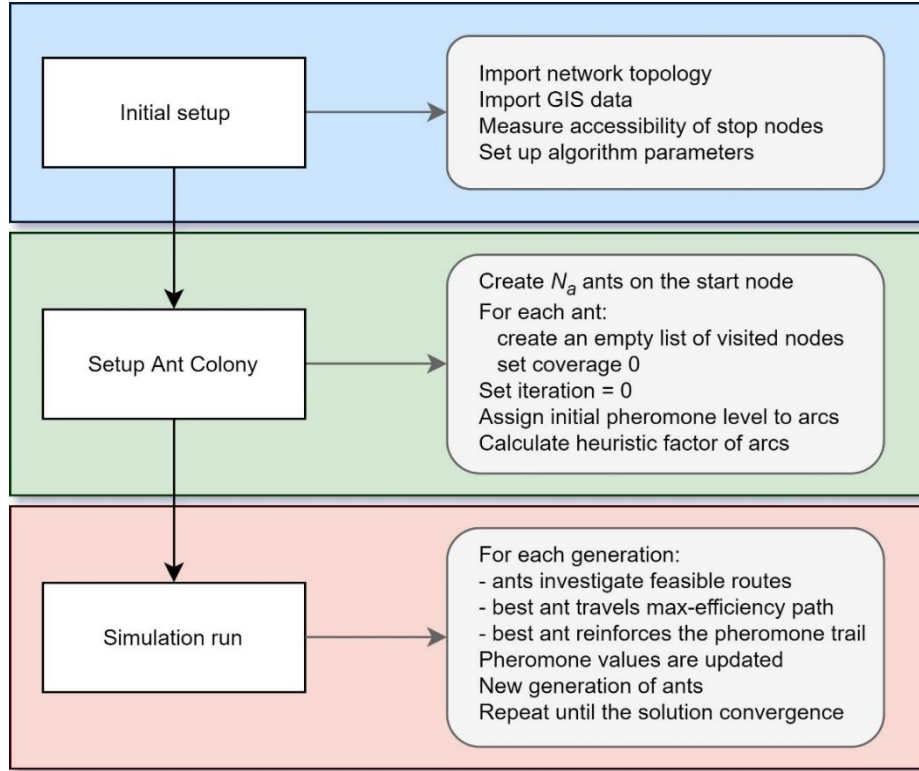 Initial setup
Import network topology
Import GIS data
Measure accessibility of stop nodes
Set up algorithm parameters
Setup Ant Colony
Create Na ants on the start node
For each ant:
create an empty list of visited nodes
set coverage 0
Set iteration = 0
Assign initial pheromone level to arcs
Calculate heuristic factor of arcs
Simulation run
For each generation:
- ants investigate feasible routes
- best ant travels max-efficiency path
- best ant reinforces the pheromone trail
Pheromone values are updated
New generation of ants
Repeat until the solution convergence